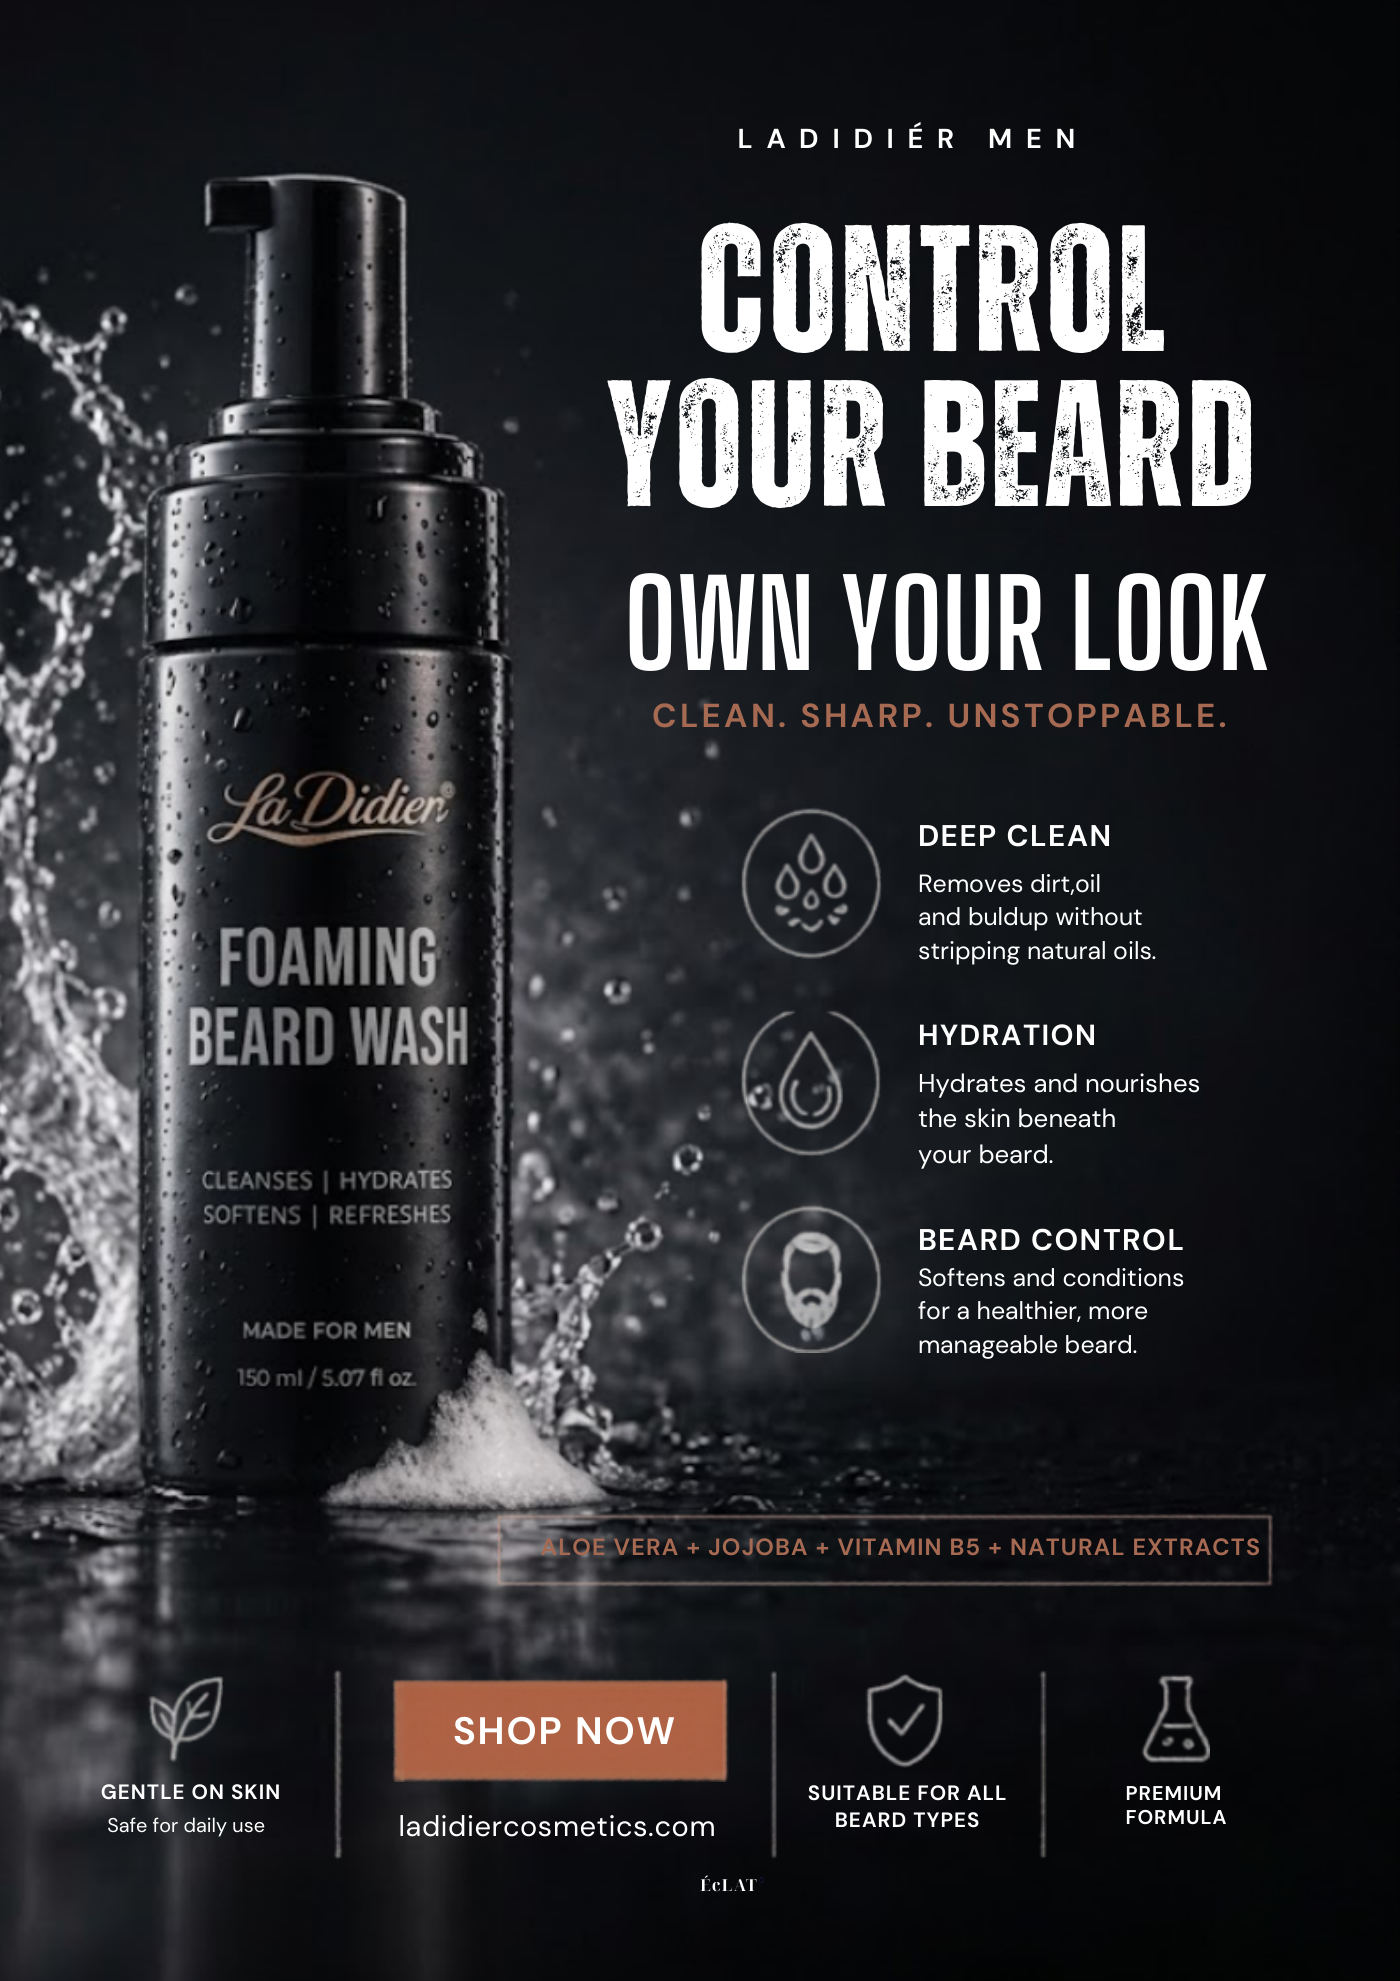 LADIDIÉR MEN
CONTROL
YOUR BEARD
OWN YOUR LOOK
CLEAN. SHARP. UNSTOPPABLE.
La Didier®
FOAMING
BEARD WASH
CLEANSES | HYDRATES
SOFTENS | REFRESHES
MADE FOR MEN
150 ml / 5.07 fl oz.
DEEP CLEAN
Removes dirt,oil
and buldup without
stripping natural oils.
HYDRATION
Hydrates and nourishes
the skin beneath
your beard.
BEARD CONTROL
Softens and conditions
for a healthier, more
manageable beard.
ALOE VERA + JOJOBA + VITAMIN B5 + NATURAL EXTRACTS
GENTLE ON SKIN
Safe for daily use
SHOP NOW
ladidiercosmetics.com
SUITABLE FOR ALL
BEARD TYPES
PREMIUM
FORMULA
ÉcLAT